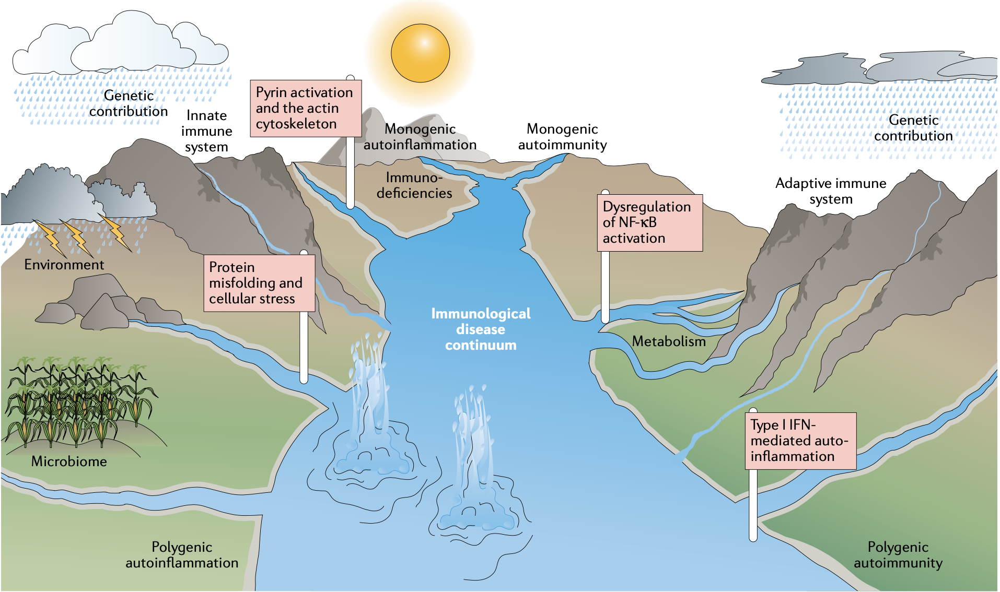 Genetic
contribution
Innate
immune
system
Pyrin activation
and the actin
cytoskeleton
Monogenic
autoinflammation
Monogenic
autoimmunity
Genetic
contribution
Immuno-
deficiencies
Adaptive immune
system
Dysregulation
of NF-κB
activation
Environment
Protein
misfolding and
cellular stress
Immunological
disease
continuum
Metabolism
Type I IFN-
mediated auto-
inflammation
Microbiome
Polygenic
autoinflammation
Polygenic
autoimmunity